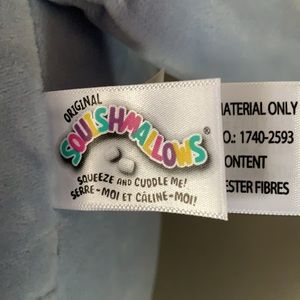 ORIGINAL
SQUISHMALLOWS®
SQUEEZE AND CUDDLE ME!
SERRE-MOI ET CÂLINE-MOI!
MATERIAL ONLY
O.: 1740-2593
ONTENT
ESTER FIBRES